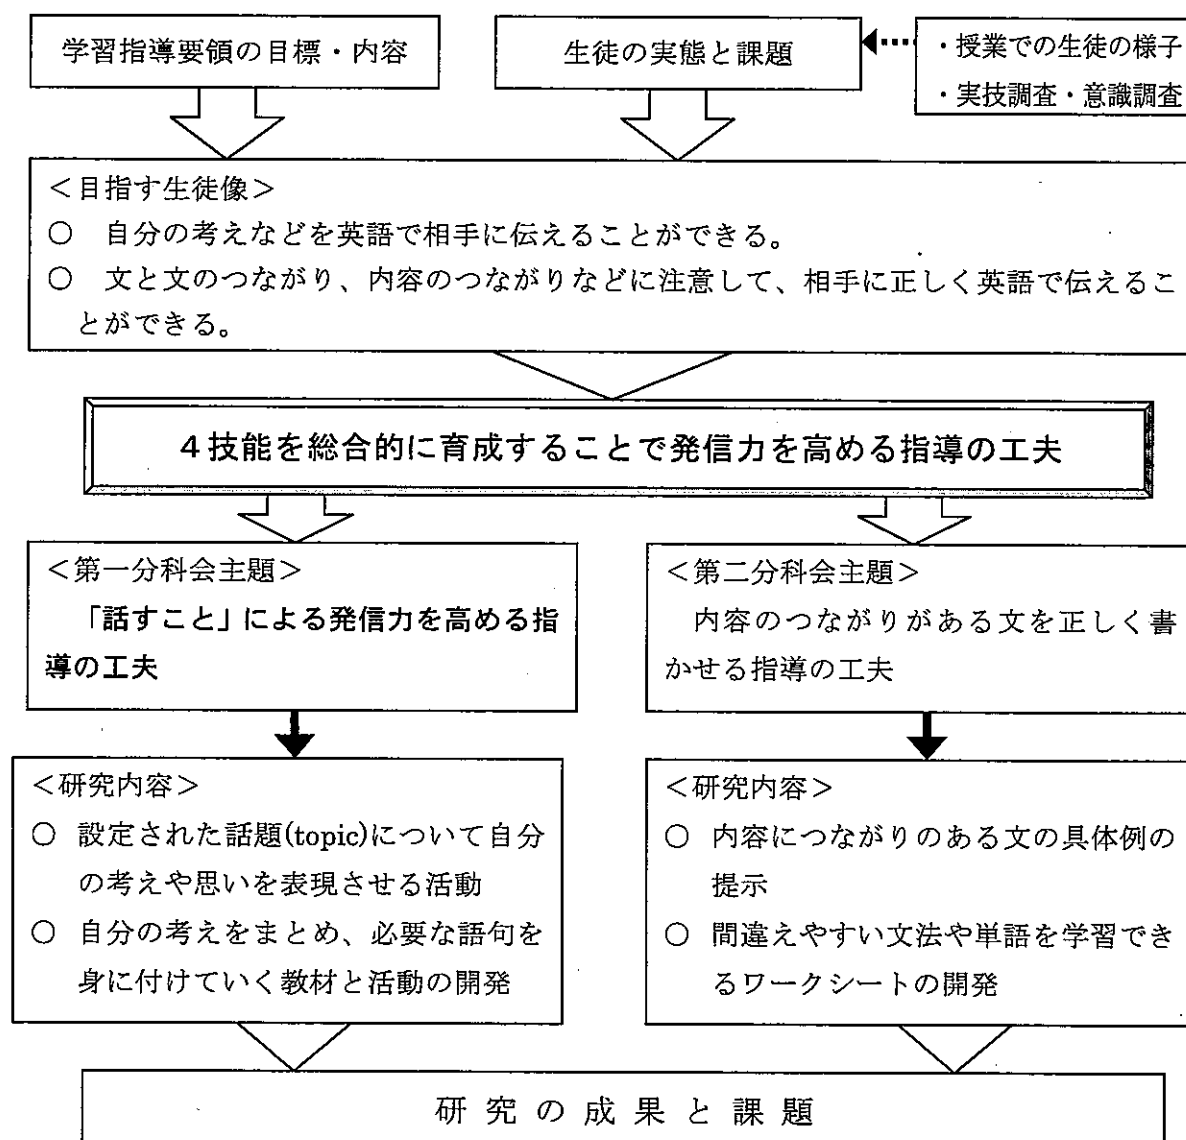 学習指導要領の目標・内容
生徒の実態と課題
・授業での生徒の様子
・実技調査・意識調査
＜目指す生徒像＞
○　自分の考えなどを英語で相手に伝えることができる。
○　文と文のつながり、内容のつながりなどに注意して、相手に正しく英語で伝えるこ
とができる。
４技能を総合的に育成することで発信力を高める指導の工夫
＜第一分科会主題＞
「話すこと」による発信力を高める指
導の工夫
＜第二分科会主題＞
内容のつながりがある文を正しく書
かせる指導の工夫
＜研究内容＞
○　設定された話題(topic)について自分
の考えや思いを表現させる活動
○　自分の考えをまとめ、必要な語句を
身に付けていく教材と活動の開発
＜研究内容＞
○　内容につながりのある文の具体例の
提示
○　間違えやすい文法や単語を学習でき
るワークシートの開発
研究の成果と課題